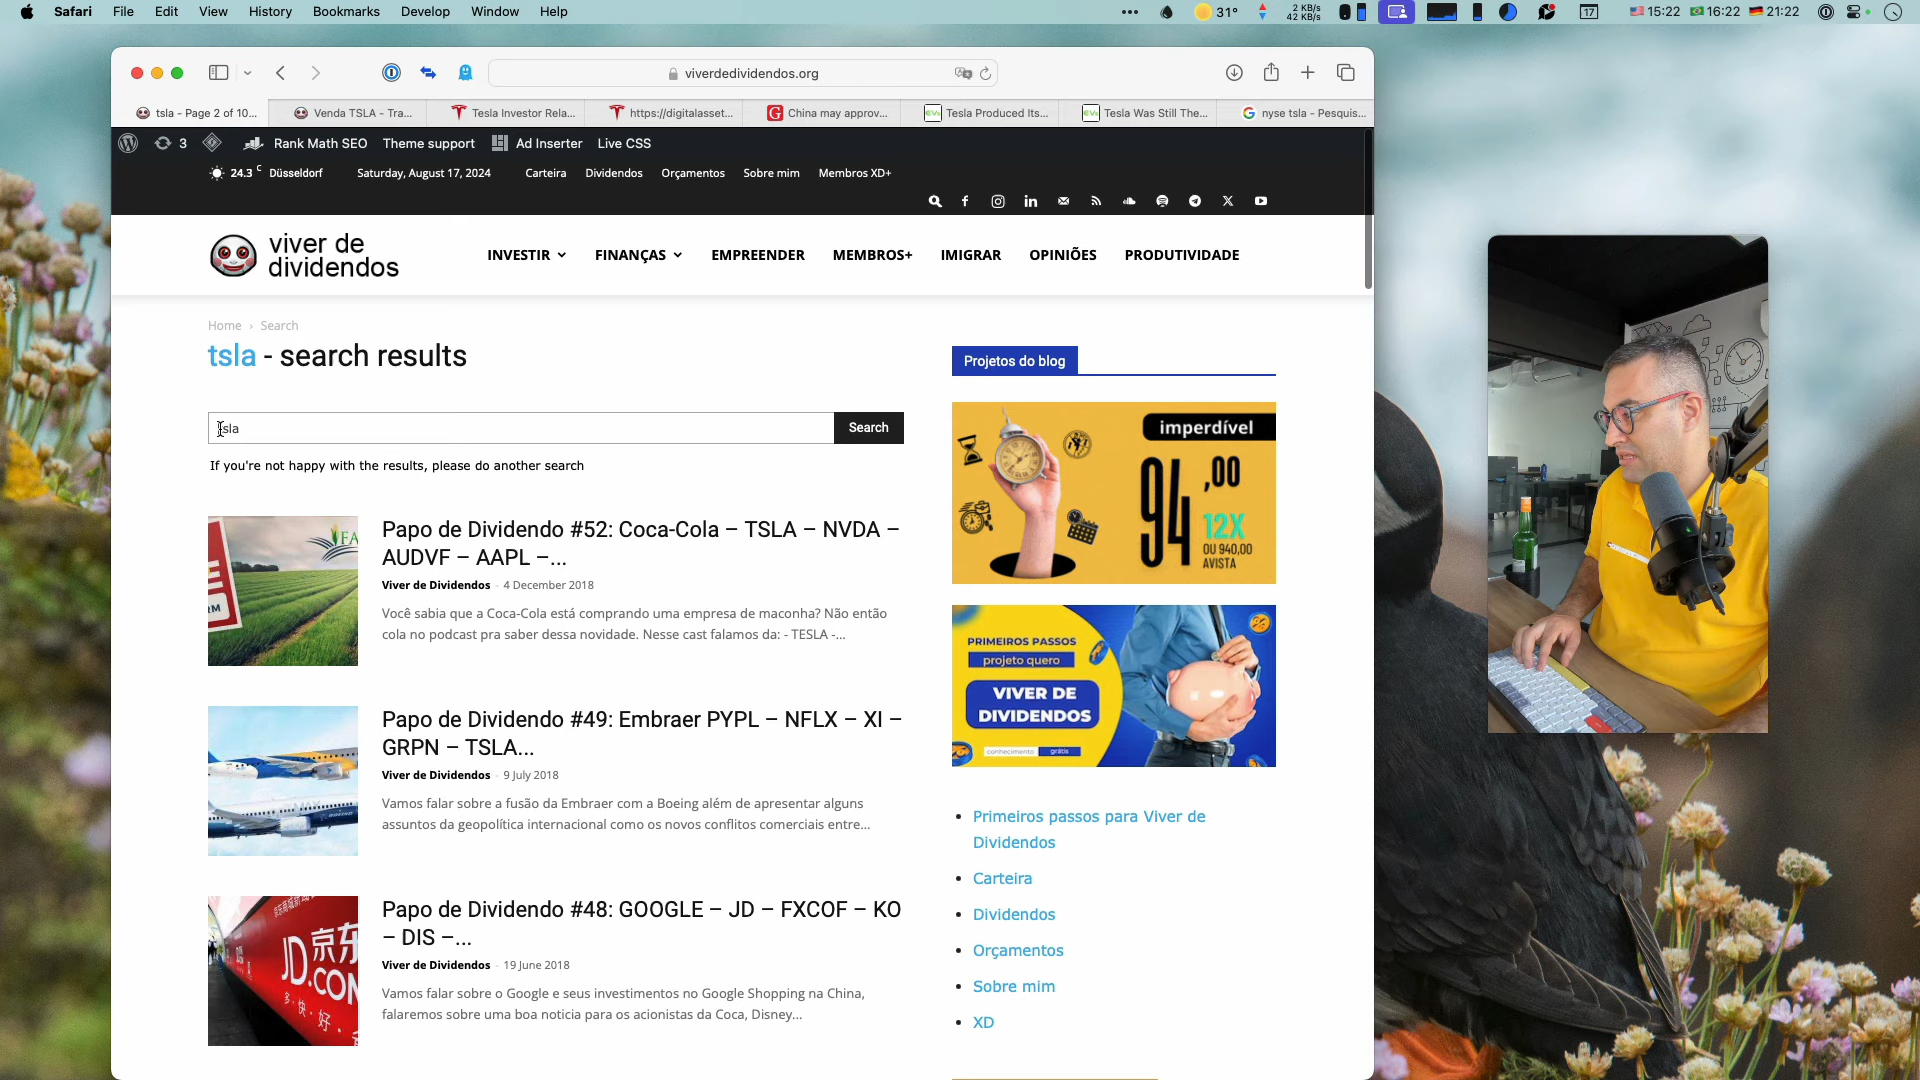 Safari File Edit View History Bookmarks Develop Window Help
31° 2 KB/s 42 KB/s 17 15:22 16:22 21:22
viverdedividendos.org
tsla - Page 2 of 10... Venda TSLA - Tra... Tesla Investor Rela... https://digitalasset... China may approv... Tesla Produced Its... Tesla Was Still The... nyse tsla - Pesquis...
3 Rank Math SEO Theme support Ad Inserter Live CSS
24.3 C Düsseldorf Saturday, August 17, 2024 Carteira Dividendos Orçamentos Sobre mim Membros XD+
viver de
dividendos
INVESTIR FINANÇAS EMPREENDER MEMBROS+ IMIGRAR OPINIÕES PRODUTIVIDADE
Home › Search
tsla - search results
tsla
Search
If you're not happy with the results, please do another search
Papo de Dividendo #52: Coca-Cola – TSLA – NVDA –
AUDVF – AAPL –...
Viver de Dividendos - 4 December 2018
Você sabia que a Coca-Cola está comprando uma empresa de maconha? Não então
cola no podcast pra saber dessa novidade. Nesse cast falamos da: - TESLA -...
Papo de Dividendo #49: Embraer PYPL – NFLX – XI –
GRPN – TSLA...
Viver de Dividendos - 9 July 2018
Vamos falar sobre a fusão da Embraer com a Boeing além de apresentar alguns
assuntos da geopolítica internacional como os novos conflitos comerciais entre...
JD.CON
Papo de Dividendo #48: GOOGLE – JD – FXCOF – KO
– DIS –...
Viver de Dividendos - 19 June 2018
Vamos falar sobre o Google e seus investimentos no Google Shopping na China,
falaremos sobre uma boa noticia para os acionistas da Coca, Disney...
Projetos do blog
imperdível
94,00
12X
OU 940,00
AVISTA
PRIMEIROS PASSOS
projeto quero
VIVER DE
DIVIDENDOS
conhecimento grátis
Primeiros passos para Viver de
Dividendos
Carteira
Dividendos
Orçamentos
Sobre mim
XD